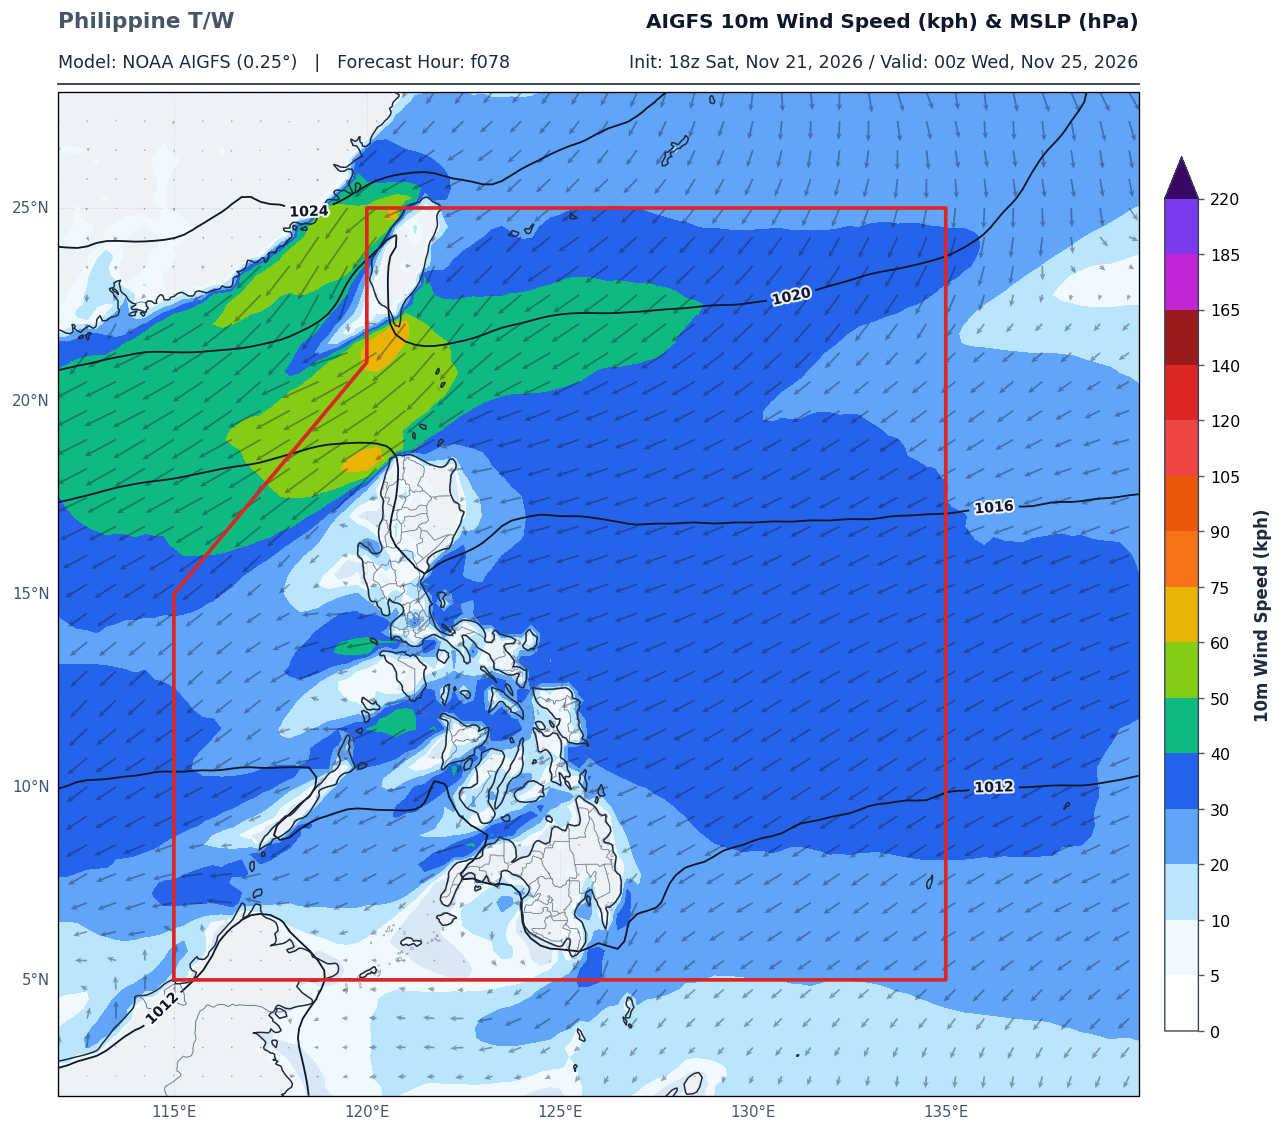 Philippine T/W
AIGFS 10m Wind Speed (kph) & MSLP (hPa)
Model: NOAA AIGFS (0.25°) | Forecast Hour: f078
Init: 18z Sat, Nov 21, 2026 / Valid: 00z Wed, Nov 25, 2026
25°N
20°N
15°N
10°N
5°N
1024
1020
1016
1012
1012
115°E
120°E
125°E
130°E
135°E
220
185
165
140
120
105
90
75
60
50
40
30
20
10
5
0
10m Wind Speed (kph)